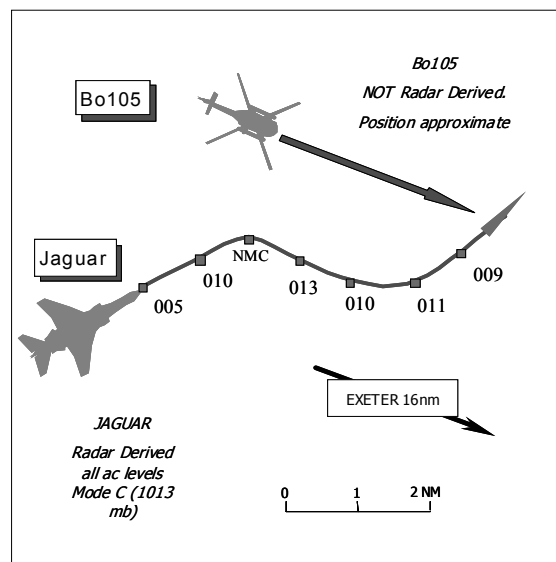 Bo105
Bo105
NOT Radar Derived.
Position approximate
Jaguar
005
010
NMC
013
010
011
009
EXETER 16nm
JAGUAR
Radar Derived
all ac levels
Mode C (1013
mb)
0 1 2 NM